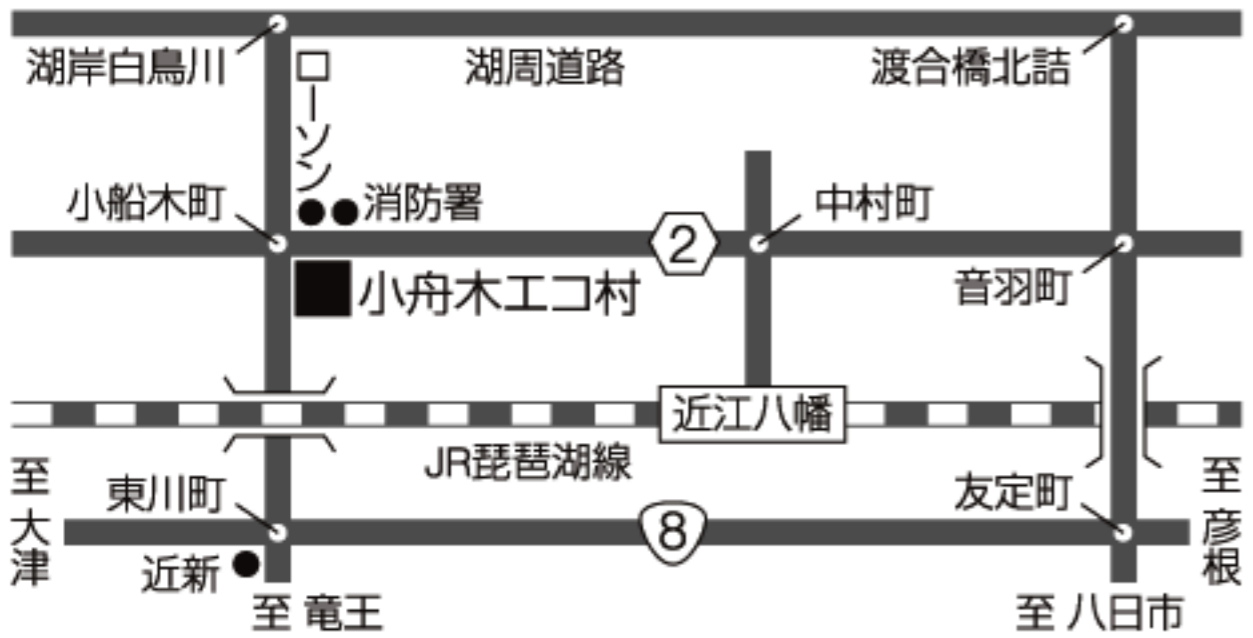 湖岸白鳥川
ローソン
湖周道路
渡合橋北詰
小船木町
消防署
2
中村町
小舟木エコ村
音羽町
近江八幡
JR琵琶湖線
至大津
東川町
8
友定町
至彦根
近新
至 竜王
至 八日市